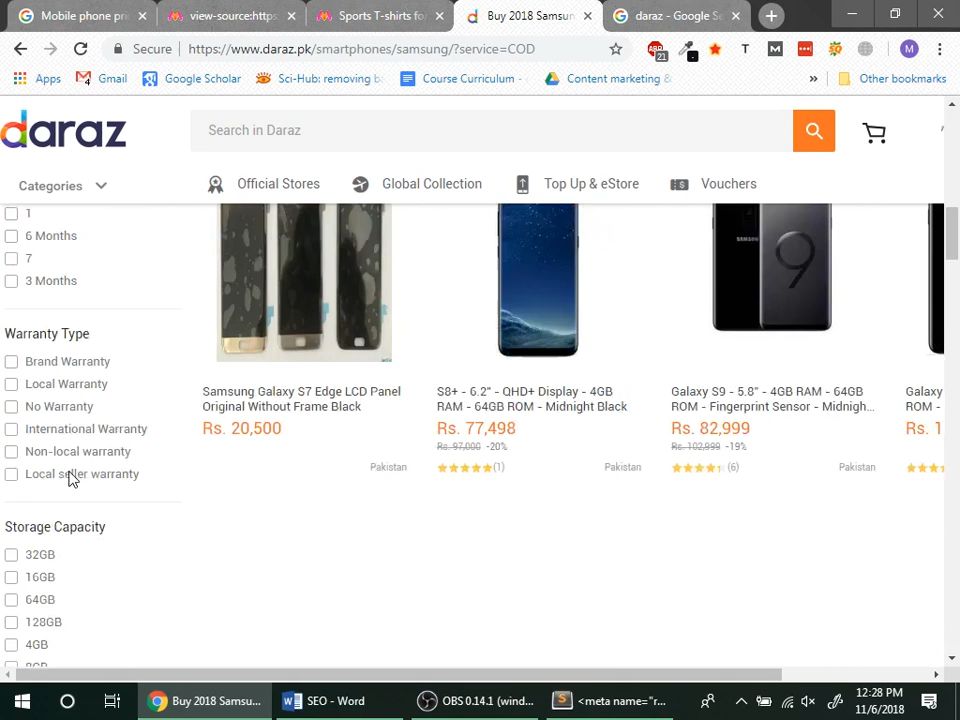 Mobile phone pri
view-source:https
Sports T-shirts fo
Buy 2018 Samsun
daraz - Google Se
Secure
https://www.daraz.pk/smartphones/samsung/?service=COD
ABP
21
T
M
M
Apps
4
Gmail
Google Scholar
Sci-Hub: removing ba
Course Curriculum -
Content marketing &
»
Other bookmarks
daraz
Search in Daraz
Categories
Official Stores
Global Collection
Top Up & eStore
Vouchers
1
6 Months
7
3 Months
Warranty Type
Brand Warranty
Local Warranty
No Warranty
International Warranty
Non-local warranty
Local seller warranty
Storage Capacity
32GB
16GB
64GB
128GB
4GB
8GB
SAMSUNG
9
Samsung Galaxy S7 Edge LCD Panel
Original Without Frame Black
Rs. 20,500
Pakistan
S8+ - 6.2" - QHD+ Display - 4GB
RAM - 64GB ROM - Midnight Black
Rs. 77,498
Rs. 97,000 -20%
(1)
Pakistan
Galaxy S9 - 5.8" - 4GB RAM - 64GB
ROM - Fingerprint Sensor - Midnigh...
Rs. 82,999
Rs. 102,999 -19%
(6)
Pakistan
Galaxy
ROM -
Rs. 1
Buy 2018 Samsu...
SEO - Word
OBS 0.14.1 (wind...
<meta name="r...
12:28 PM
11/6/2018